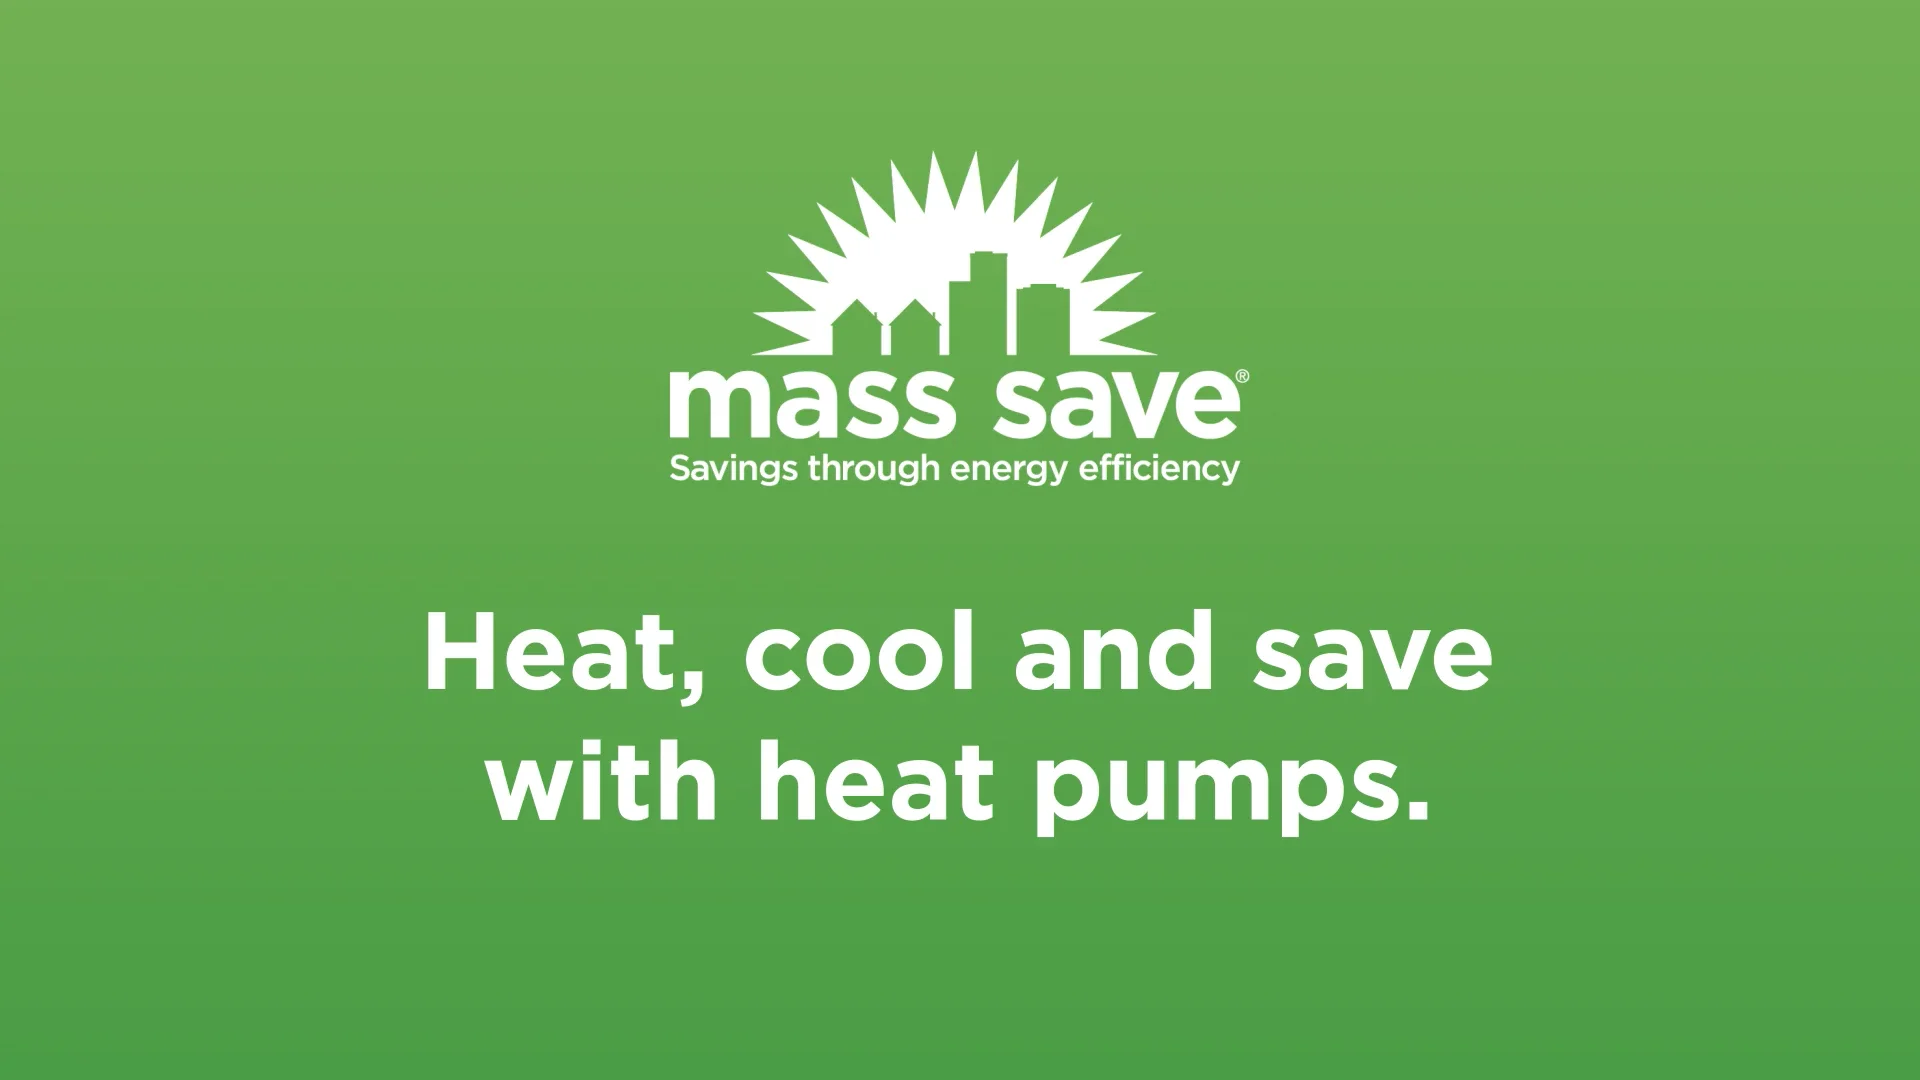 mass save®
Savings through energy efficiency
Heat, cool and save
with heat pumps.